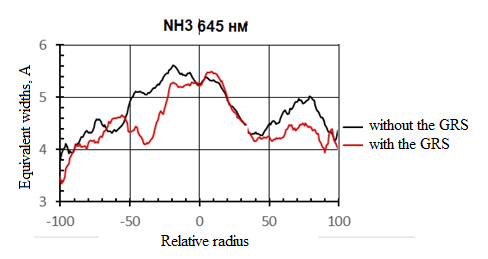 NH3 645 нм
6
5
4
3
Equivalent widths, A
-100 -50 0 50 100
Relative radius
without the GRS
with the GRS